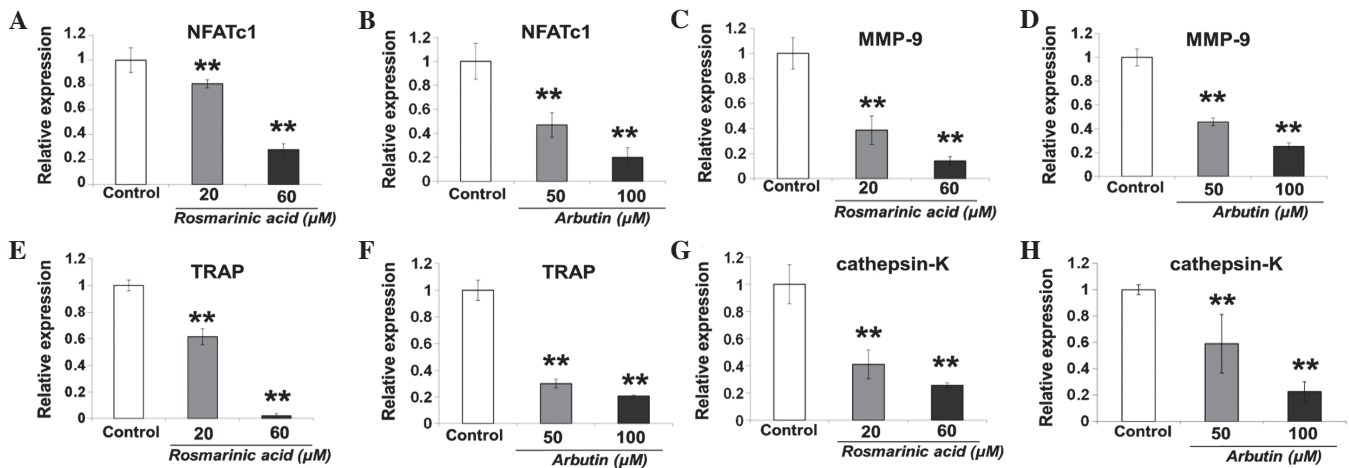 A
NFATc1
Relative expression
1.2
1
0.8
0.6
0.4
0.2
0
**
**
Control
20
60
Rosmarinic acid (µM)
B
NFATc1
Relative expression
1.2
1
0.8
0.6
0.4
0.2
0
**
**
Control
50
100
Arbutin (µM)
C
MMP-9
Relative expression
1.2
1
0.8
0.6
0.4
0.2
0
**
**
Control
20
60
Rosmarinic acid (µM)
D
MMP-9
Relative expression
1.2
1
0.8
0.6
0.4
0.2
0
**
**
Control
50
100
Arbutin (µM)
E
TRAP
Relative expression
1.2
1
0.8
0.6
0.4
0.2
0
**
**
Control
20
60
Rosmarinic acid (µM)
F
TRAP
Relative expression
1.2
1
0.8
0.6
0.4
0.2
0
**
**
Control
50
100
Arbutin (µM)
G
cathepsin-K
Relative expression
1.2
1
0.8
0.6
0.4
0.2
0
**
**
Control
20
60
Rosmarinic acid (µM)
H
cathepsin-K
Relative expression
1.2
1
0.8
0.6
0.4
0.2
0
**
**
Control
50
100
Arbutin (µM)